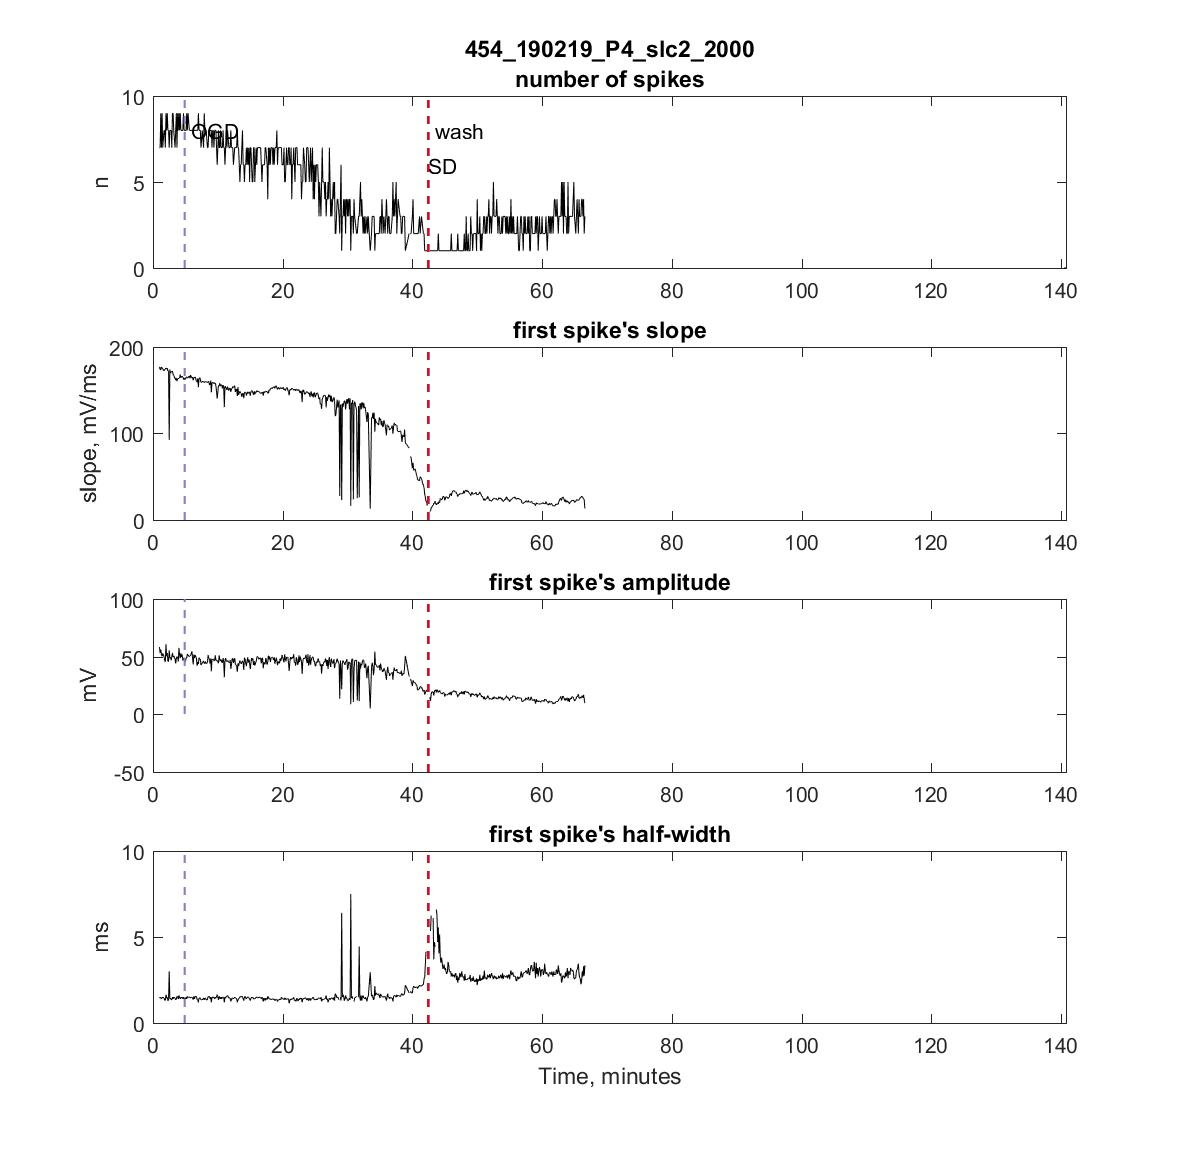 454_190219_P4_slc2_2000
number of spikes
10
5
0
n
OGD
wash
SD
0 20 40 60 80 100 120 140
first spike's slope
200
100
0
slope, mV/ms
0 20 40 60 80 100 120 140
first spike's amplitude
100
50
0
-50
mV
0 20 40 60 80 100 120 140
first spike's half-width
10
5
0
ms
0 20 40 60 80 100 120 140
Time, minutes